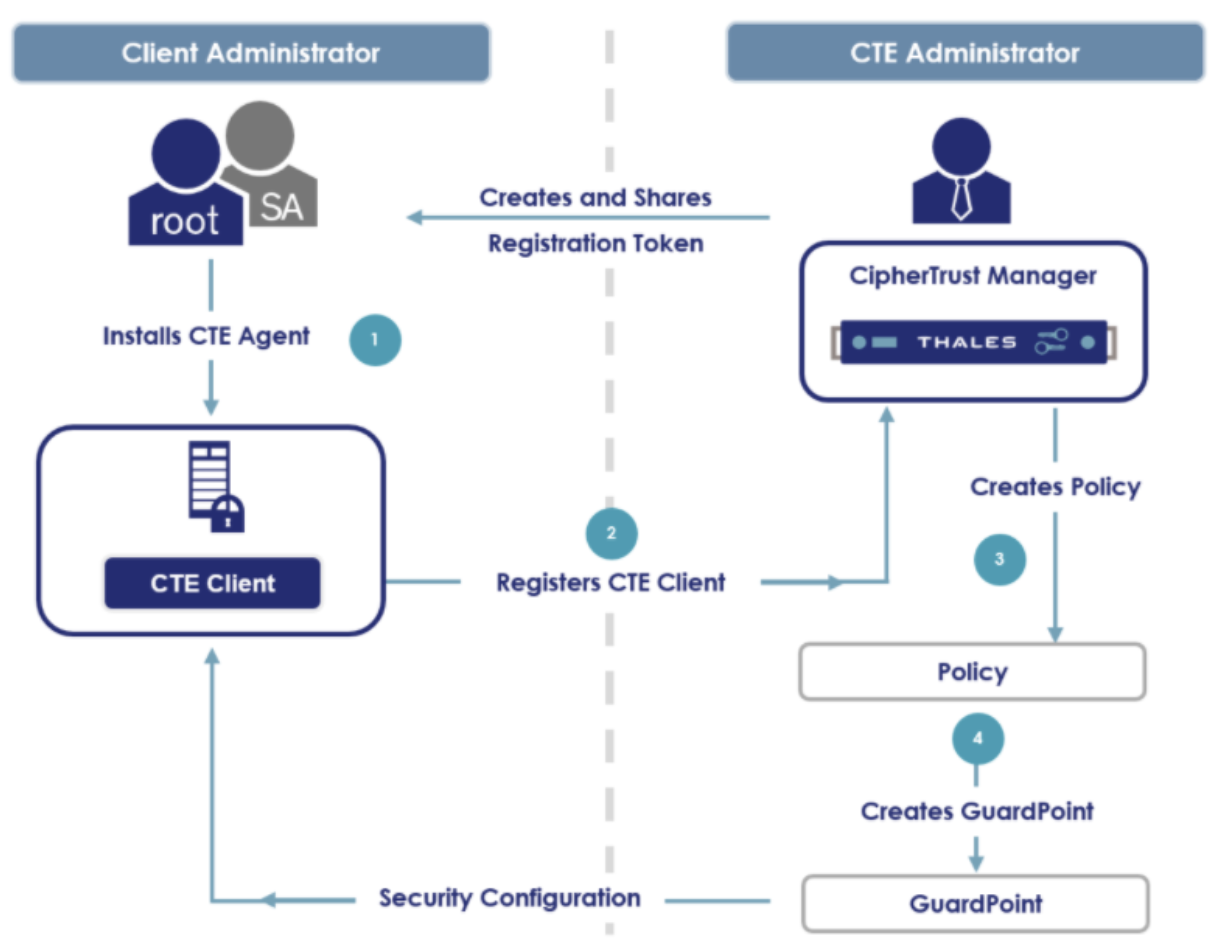 Client Administrator
CTE Administrator
root
SA
Creates and Shares
Registration Token
CipherTrust Manager
THALES
Installs CTE Agent
1
Creates Policy
2
3
CTE Client
Registers CTE Client
Policy
4
Creates GuardPoint
Security Configuration
GuardPoint